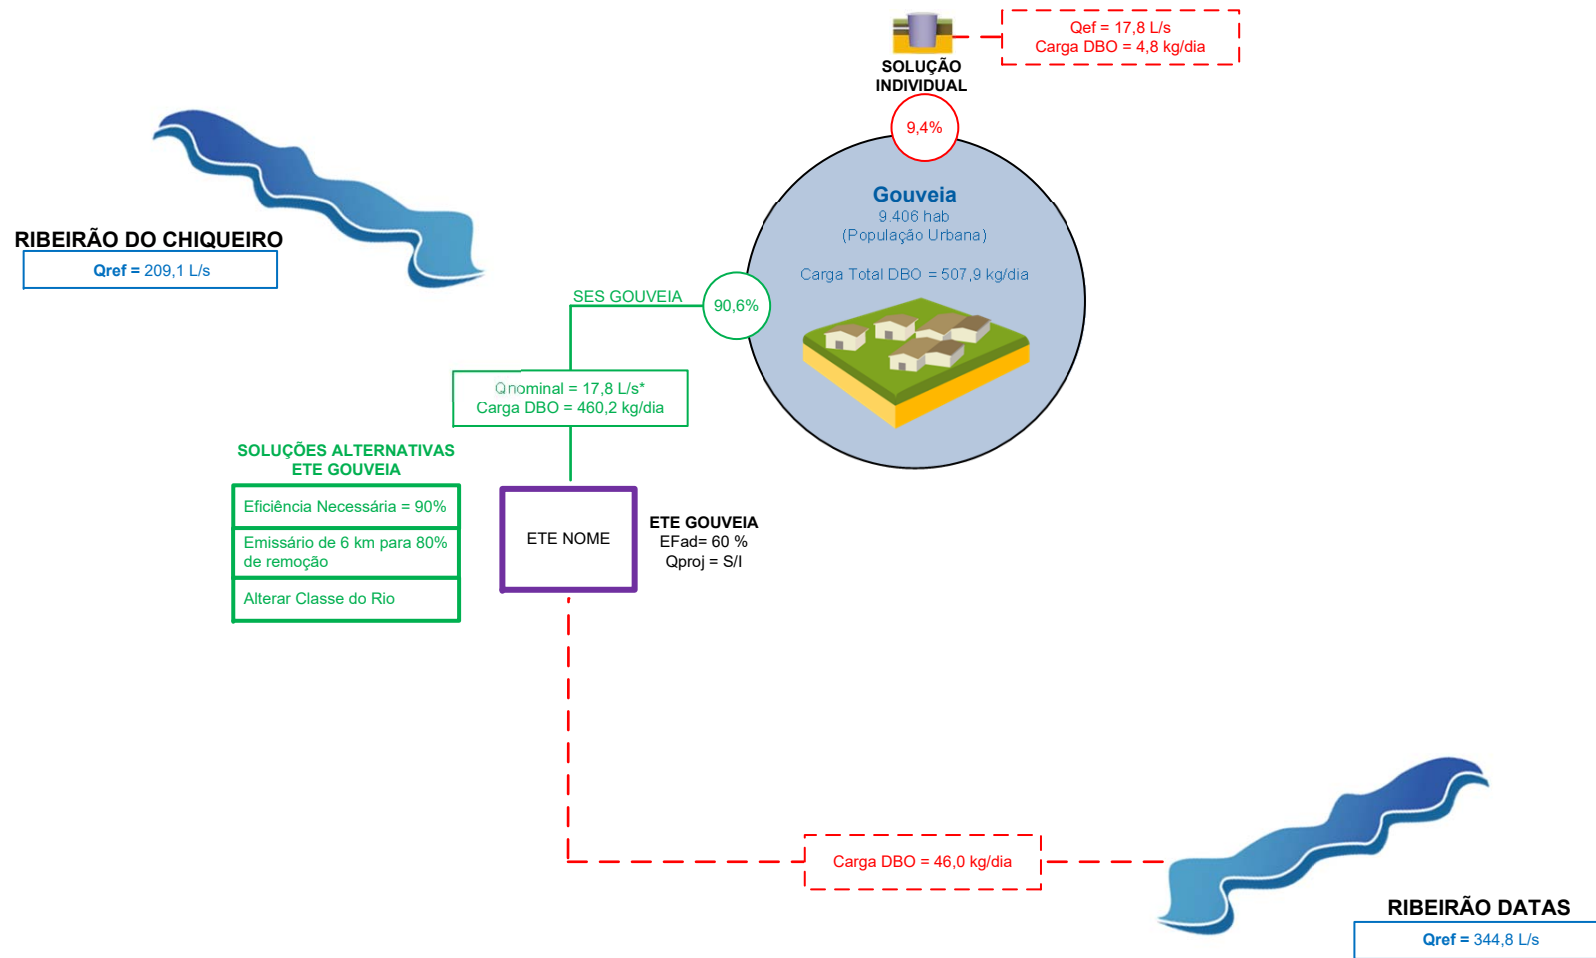 Qef = 17,8 L/s
Carga DBO = 4,8 kg/dia
SOLUÇÃO
INDIVIDUAL
9,4%
Gouveia
9.406 hab
(População Urbana)
Carga Total DBO = 507,9 kg/dia
RIBEIRÃO DO CHIQUEIRO
Qref = 209,1 L/s
SES GOUVEIA
90,6%
Qnominal = 17,8 L/s*
Carga DBO = 460,2 kg/dia
SOLUÇÕES ALTERNATIVAS
ETE GOUVEIA
Eficiência Necessária = 90%
Emissário de 6 km para 80%
de remoção
Alterar Classe do Rio
ETE NOME
ETE GOUVEIA
EFad= 60 %
Qproj = S/I
Carga DBO = 46,0 kg/dia
RIBEIRÃO DATAS
Qref = 344,8 L/s